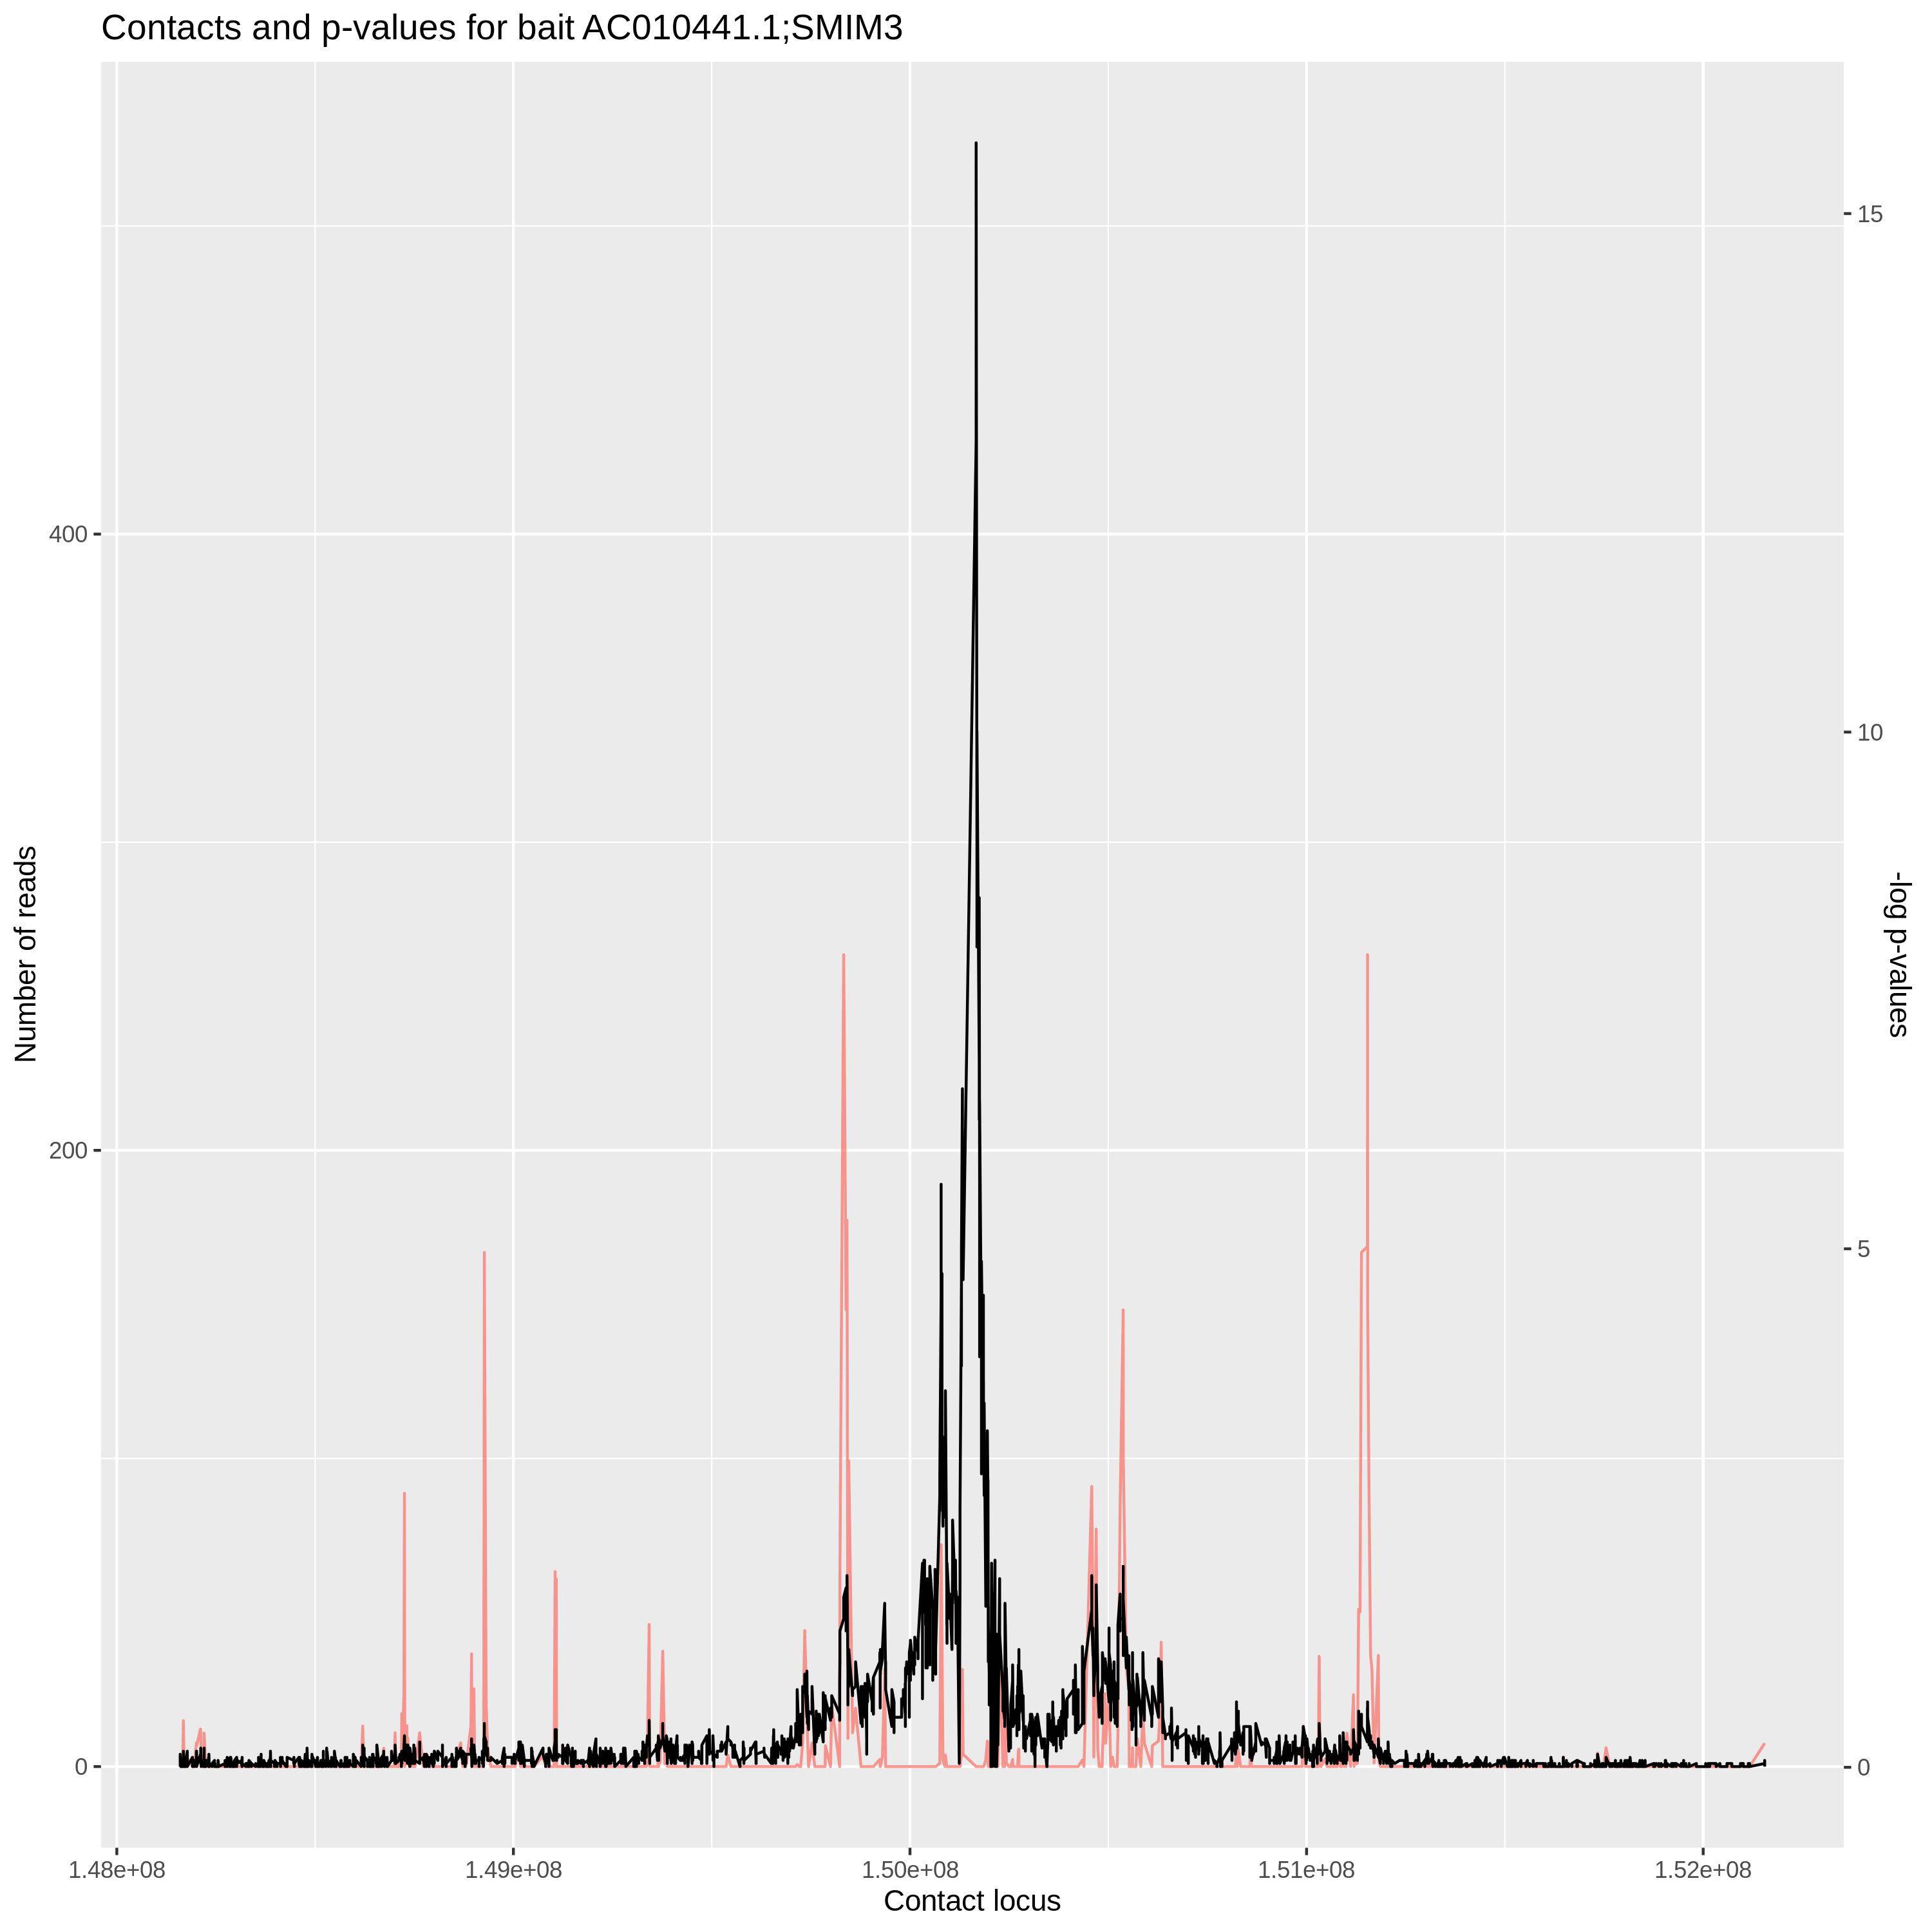 Contacts and p-values for bait AC010441.1;SMIM3
Number of reads
400
200
0
15
10
5
0
-log p-values
1.48e+08
1.49e+08
1.50e+08
1.51e+08
1.52e+08
Contact locus